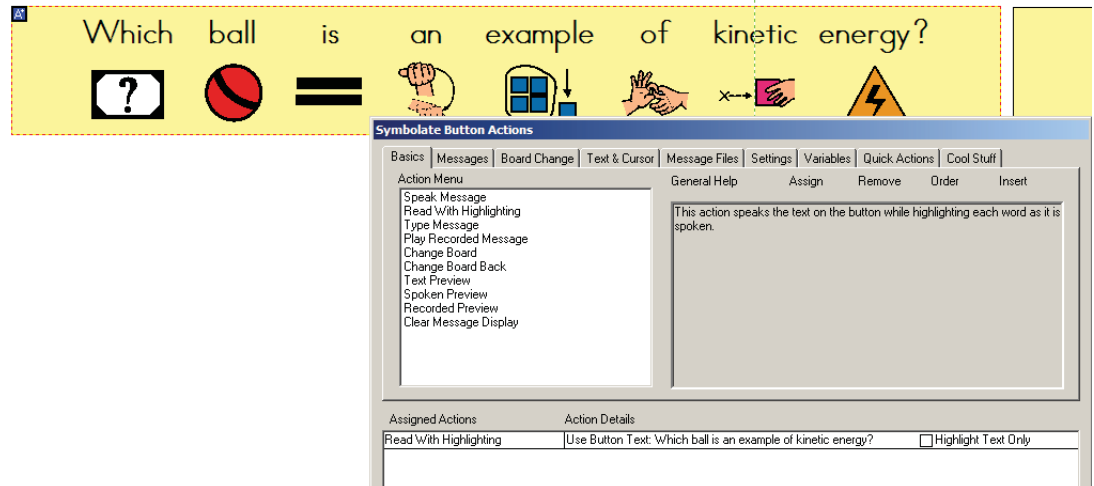 A
Which ball is an example of kinetic energy?
?
x
Symbolate Button Actions
Basics Messages Board Change Text & Cursor Message Files Settings Variables Quick Actions Cool Stuff
Action Menu
General Help Assign Remove Order Insert
Speak Message
Read With Highlighting
Type Message
Play Recorded Message
Change Board
Change Board Back
Text Preview
Spoken Preview
Recorded Preview
Clear Message Display
This action speaks the text on the button while highlighting each word as it is
spoken.
Assigned Actions Action Details
Read With Highlighting Use Button Text: Which ball is an example of kinetic energy? Highlight Text Only